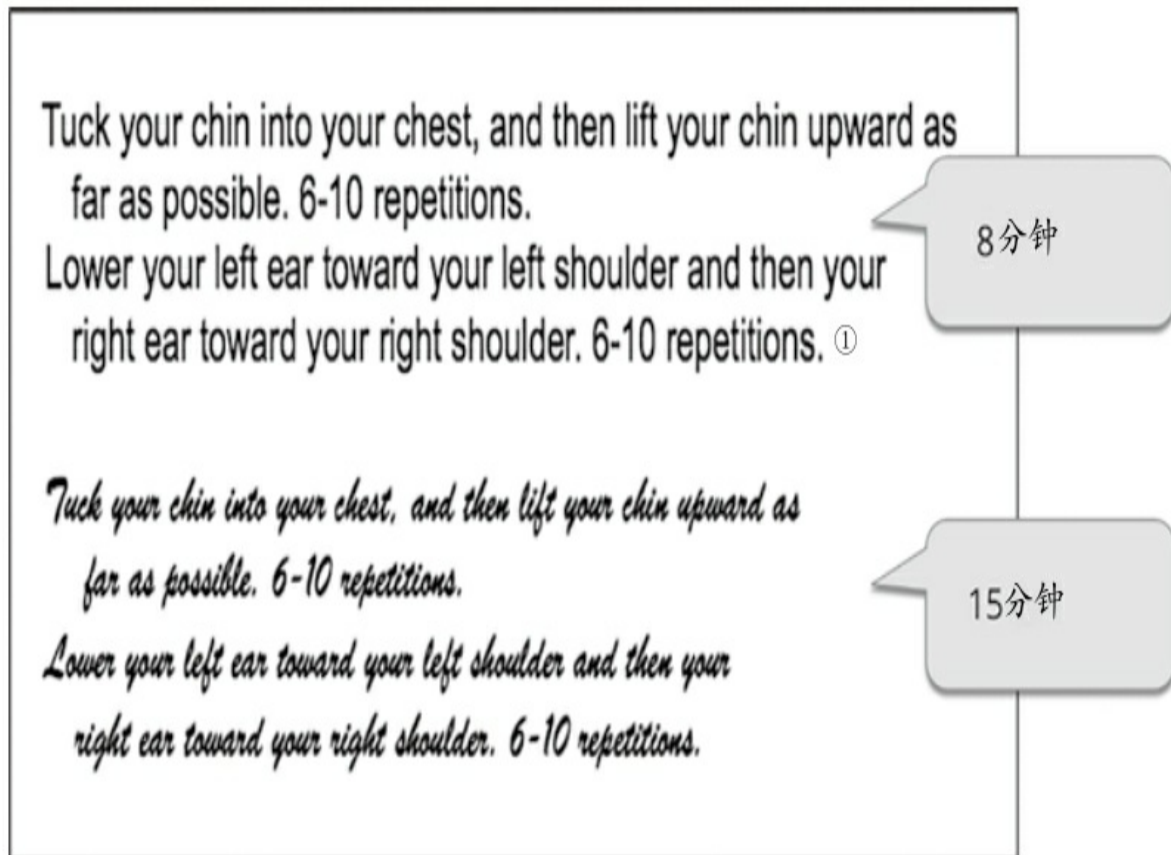 Tuck your chin into your chest, and then lift your chin upward as
far as possible. 6-10 repetitions.
8分钟
Lower your left ear toward your left shoulder and then your
right ear toward your right shoulder. 6-10 repetitions. ①
Tuck your chin into your chest, and then lift your chin upward as
far as possible. 6-10 repetitions.
15分钟
Lower your left ear toward your left shoulder and then your
right ear toward your right shoulder. 6-10 repetitions.